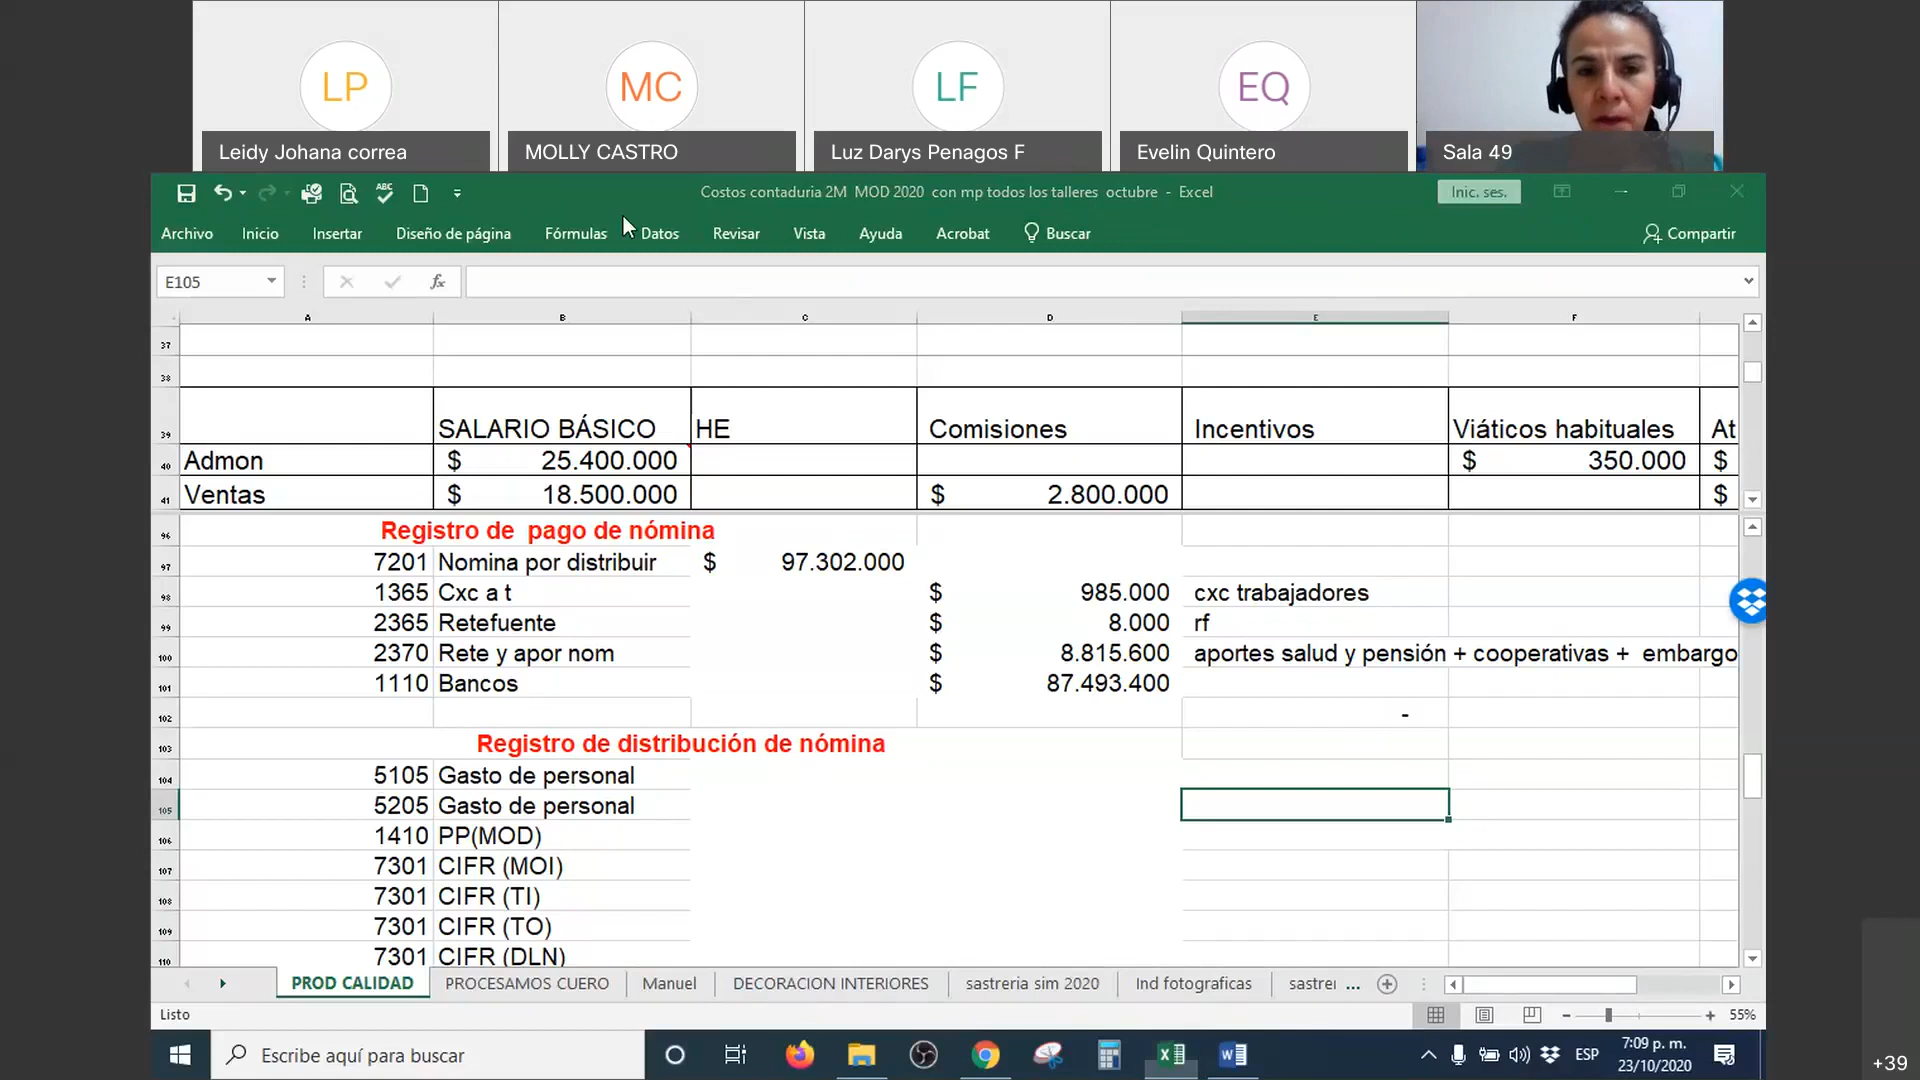 LP
MC
LF
EQ
Leidy Johana correa
MOLLY CASTRO
Luz Darys Penagos F
Evelin Quintero
Sala 49
Costos contaduria 2M MOD 2020 con mp todos los talleres octubre - Excel
Inic. ses.
Archivo Inicio Insertar Diseño de página Fórmulas Datos Revisar Vista Ayuda Acrobat Buscar Compartir
E105 fx
A B C D E F
37
38
39 SALARIO BÁSICO HE Comisiones Incentivos Viáticos habituales At
40 Admon $ 25.400.000 $ 350.000 $
41 Ventas $ 18.500.000 $ 2.800.000 $
96 Registro de pago de nómina
97 7201 Nomina por distribuir $ 97.302.000
98 1365 Cxc a t $ 985.000 cxc trabajadores
99 2365 Retefuente $ 8.000 rf
100 2370 Rete y apor nom $ 8.815.600 aportes salud y pensión + cooperativas + embargo
101 1110 Bancos $ 87.493.400
102 -
103 Registro de distribución de nómina
104 5105 Gasto de personal
105 5205 Gasto de personal
106 1410 PP(MOD)
107 7301 CIFR (MOI)
108 7301 CIFR (TI)
109 7301 CIFR (TO)
110 7301 CIFR (DLN)
PROD CALIDAD PROCESAMOS CUERO Manuel DECORACION INTERIORES sastreria sim 2020 Ind fotograficas sastrei ...
Listo 55%
Escribe aquí para buscar
ESP
7:09 p. m.
23/10/2020
+39